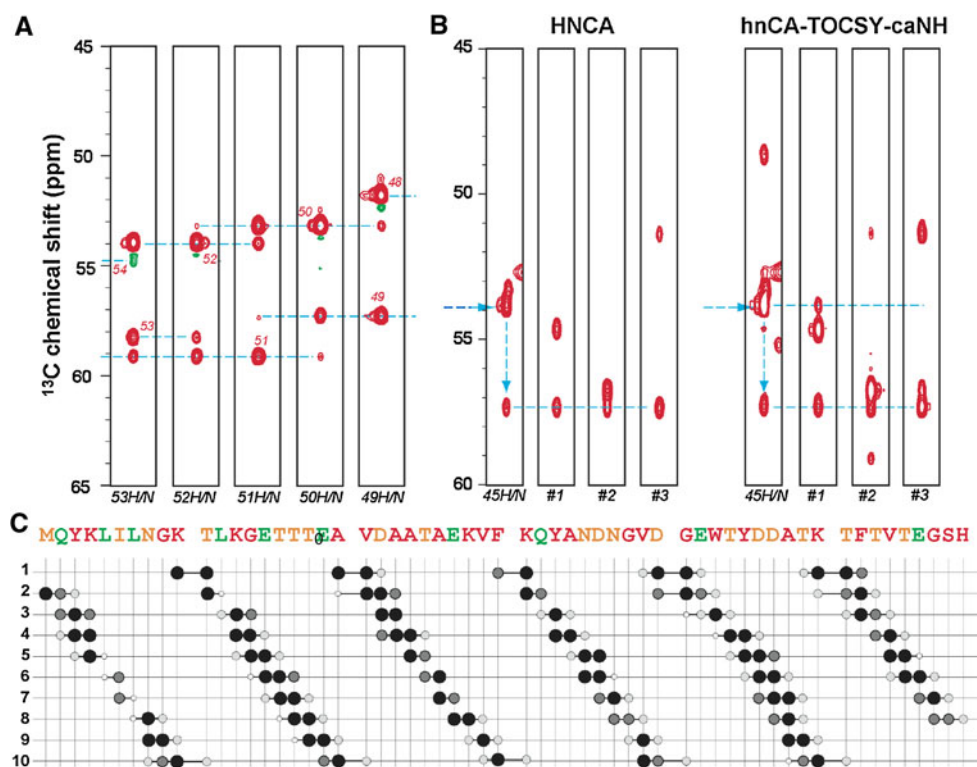 A
B
HNCA
hnCA-TOCSY-caNH
13C chemical shift (ppm)
45
50
55
60
65
48
50
52
54
49
53
51
53H/N 52H/N 51H/N 50H/N 49H/N
45
50
55
60
45H/N #1 #2 #3
45H/N #1 #2 #3
C
MQYKLILNGK TLKGETTTEA VDAATAEKVF KQYANDNGVD GEWTYDDATK TFTVTEGSH
θ
1
2
3
4
5
6
7
8
9
10